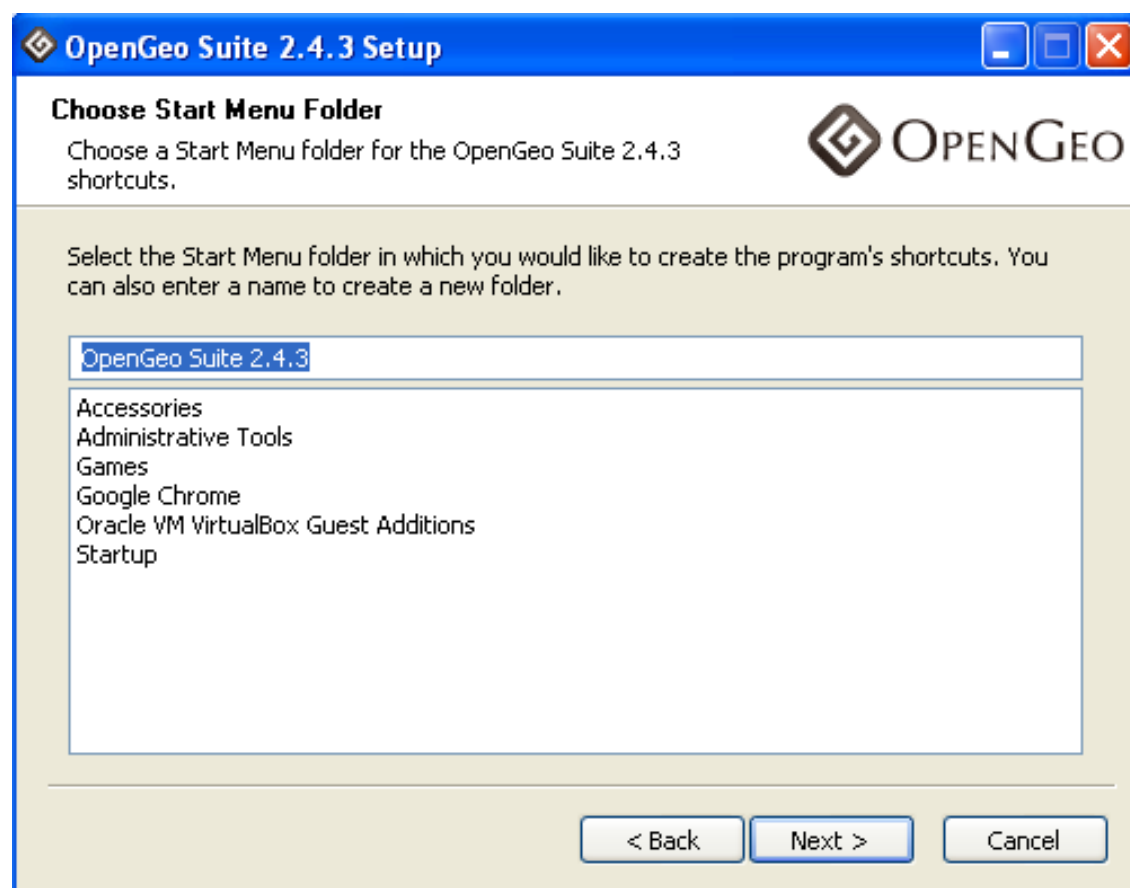 OpenGeo Suite 2.4.3 Setup
Choose Start Menu Folder
Choose a Start Menu folder for the OpenGeo Suite 2.4.3
shortcuts.
OPENGEO
Select the Start Menu folder in which you would like to create the program's shortcuts. You
can also enter a name to create a new folder.
OpenGeo Suite 2.4.3
Accessories
Administrative Tools
Games
Google Chrome
Oracle VM VirtualBox Guest Additions
Startup
< Back
Next >
Cancel